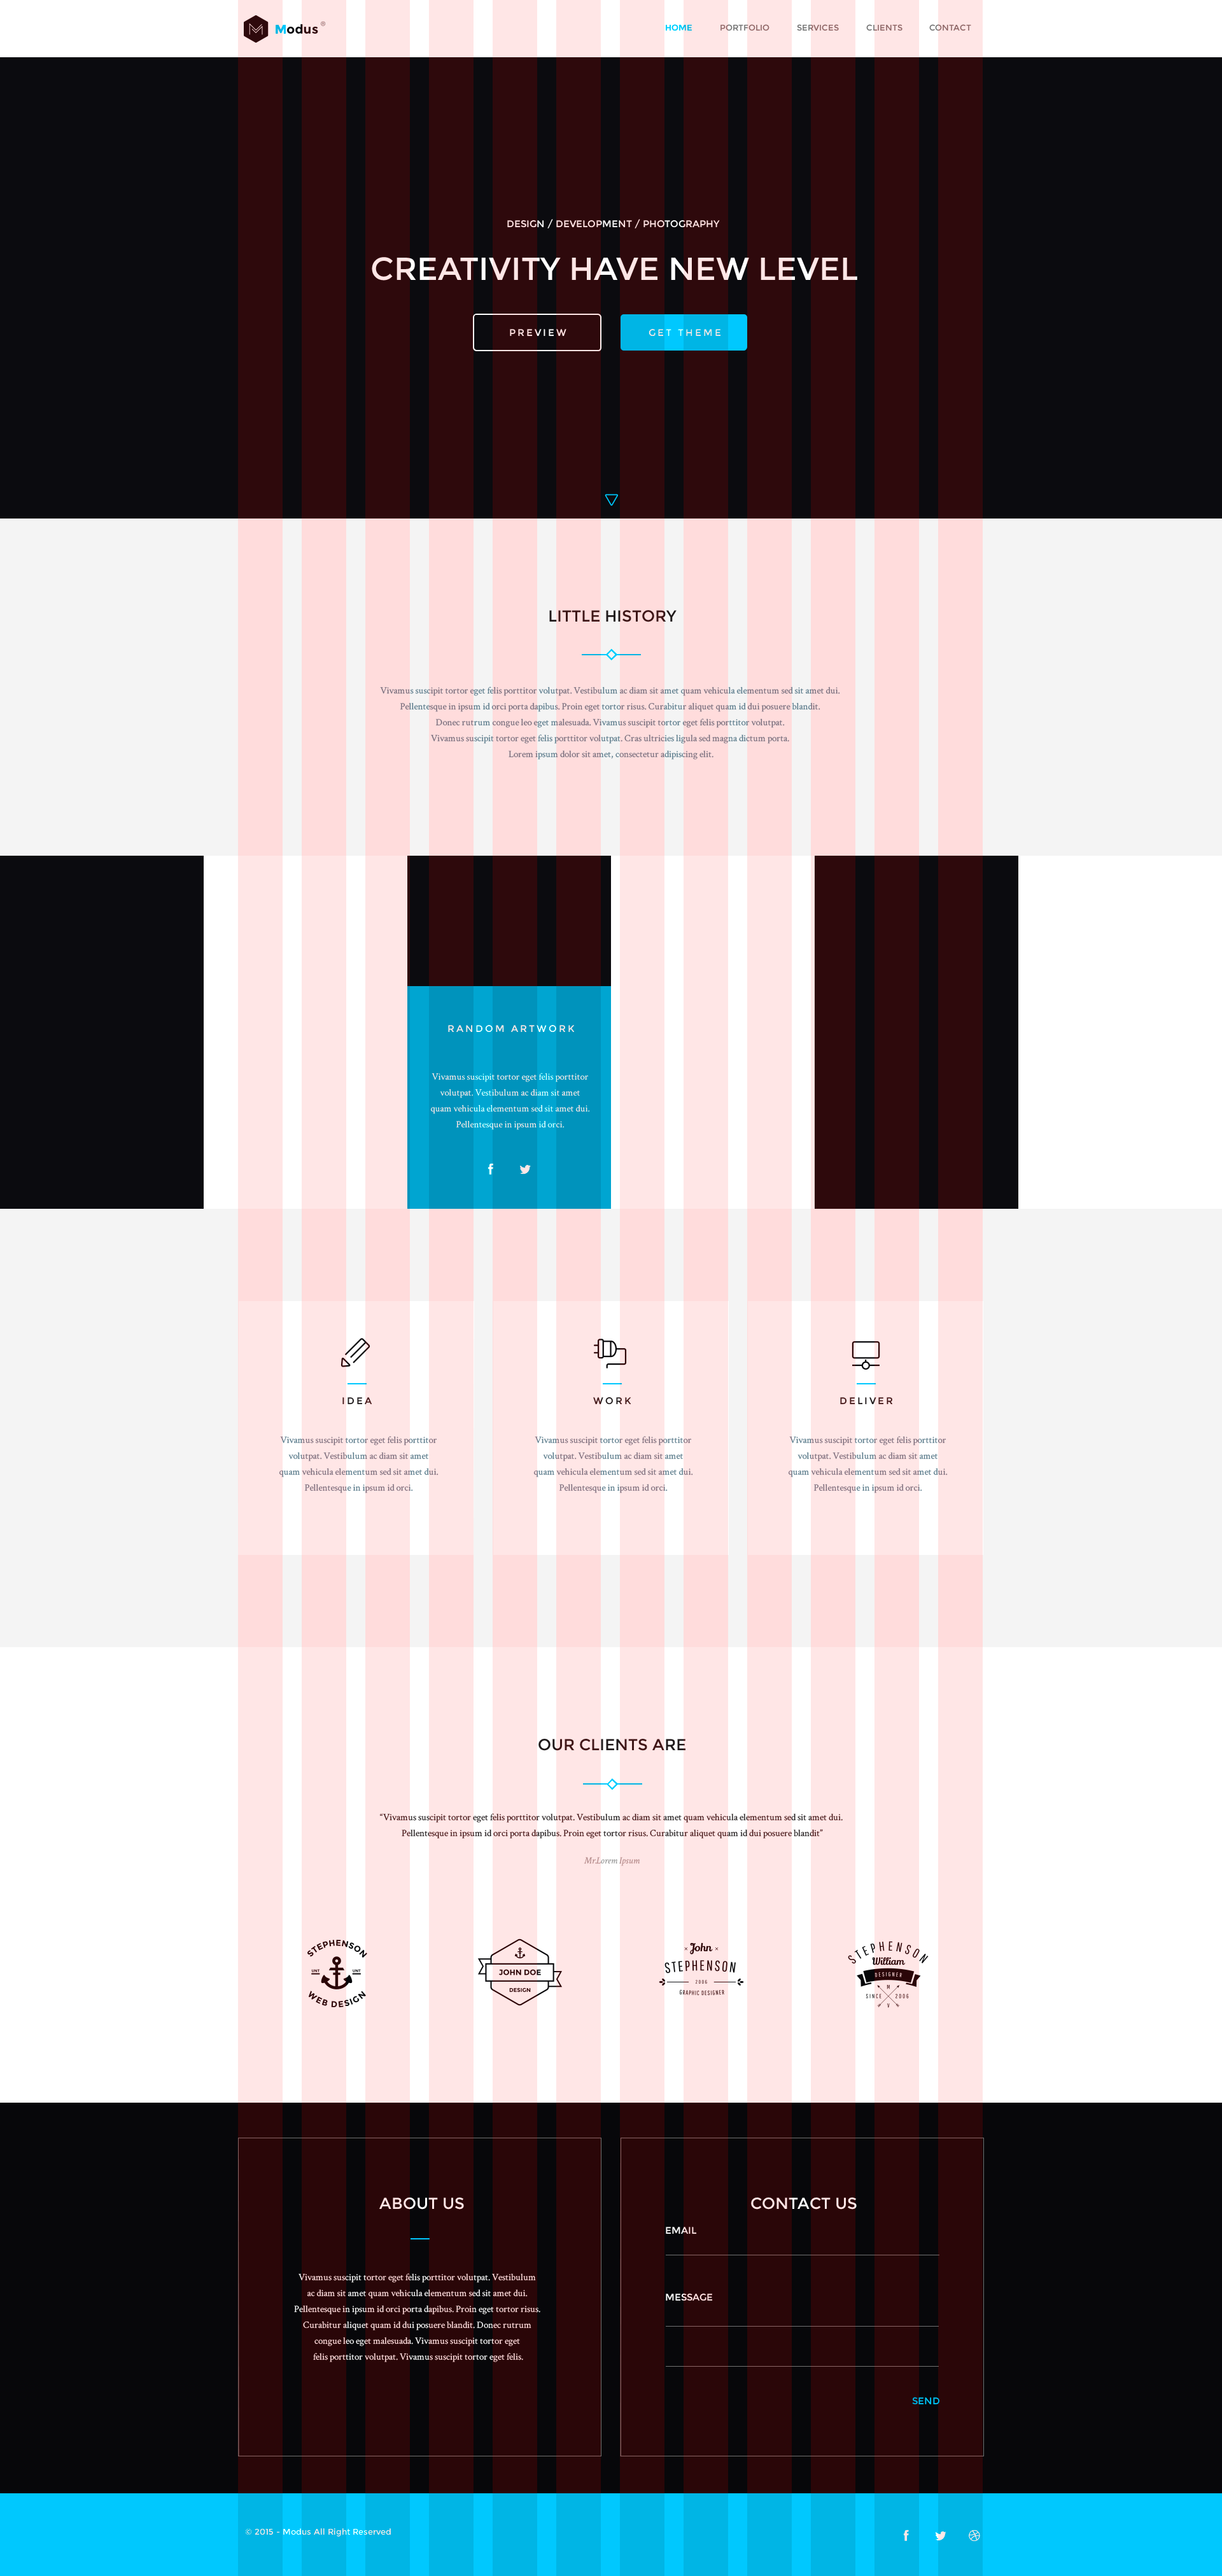 Modus ®
HOME PORTFOLIO SERVICES CLIENTS CONTACT
DESIGN / DEVELOPMENT / PHOTOGRAPHY
CREATIVITY HAVE NEW LEVEL
PREVIEW
GET THEME
LITTLE HISTORY
Vivamus suscipit tortor eget felis porttitor volutpat. Vestibulum ac diam sit amet quam vehicula elementum sed sit amet dui.
Pellentesque in ipsum id orci porta dapibus. Proin eget tortor risus. Curabitur aliquet quam id dui posuere blandit.
Donec rutrum congue leo eget malesuada. Vivamus suscipit tortor eget felis porttitor volutpat.
Vivamus suscipit tortor eget felis porttitor volutpat. Cras ultricies ligula sed magna dictum porta.
Lorem ipsum dolor sit amet, consectetur adipiscing elit.
RANDOM ARTWORK
Vivamus suscipit tortor eget felis porttitor
volutpat. Vestibulum ac diam sit amet
quam vehicula elementum sed sit amet dui.
Pellentesque in ipsum id orci.
IDEA
Vivamus suscipit tortor eget felis porttitor
volutpat. Vestibulum ac diam sit amet
quam vehicula elementum sed sit amet dui.
Pellentesque in ipsum id orci.
WORK
Vivamus suscipit tortor eget felis porttitor
volutpat. Vestibulum ac diam sit amet
quam vehicula elementum sed sit amet dui.
Pellentesque in ipsum id orci.
DELIVER
Vivamus suscipit tortor eget felis porttitor
volutpat. Vestibulum ac diam sit amet
quam vehicula elementum sed sit amet dui.
Pellentesque in ipsum id orci.
OUR CLIENTS ARE
"Vivamus suscipit tortor eget felis porttitor volutpat. Vestibulum ac diam sit amet quam vehicula elementum sed sit amet dui.
Pellentesque in ipsum id orci porta dapibus. Proin eget tortor risus. Curabitur aliquet quam id dui posuere blandit"
Mr.Lorem Ipsum
STEPHENSON
WEB DESIGN
JOHN DOE
DESIGN
John
STEPHENSON
2006
GRAPHIC DESIGNER
STEPHENSON
William
DESIGNER
M
SINCE 2006
V
ABOUT US
Vivamus suscipit tortor eget felis porttitor volutpat. Vestibulum
ac diam sit amet quam vehicula elementum sed sit amet dui.
Pellentesque in ipsum id orci porta dapibus. Proin eget tortor risus.
Curabitur aliquet quam id dui posuere blandit. Donec rutrum
congue leo eget malesuada. Vivamus suscipit tortor eget
felis porttitor volutpat. Vivamus suscipit tortor eget felis.
CONTACT US
EMAIL
MESSAGE
SEND
© 2015 - Modus All Right Reserved